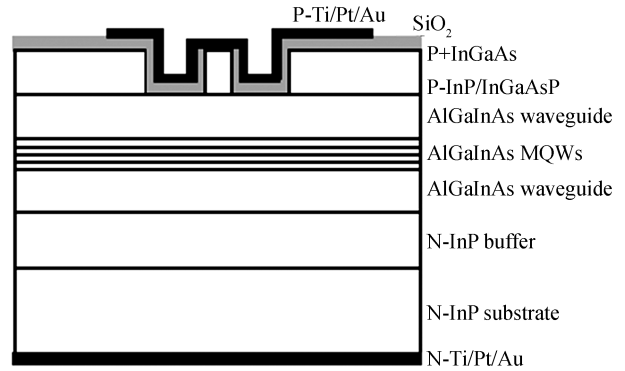 P-Ti/Pt/Au
SiO2
P+InGaAs
P-InP/InGaAsP
AlGaInAs waveguide
AlGaInAs MQWs
AlGaInAs waveguide
N-InP buffer
N-InP substrate
N-Ti/Pt/Au